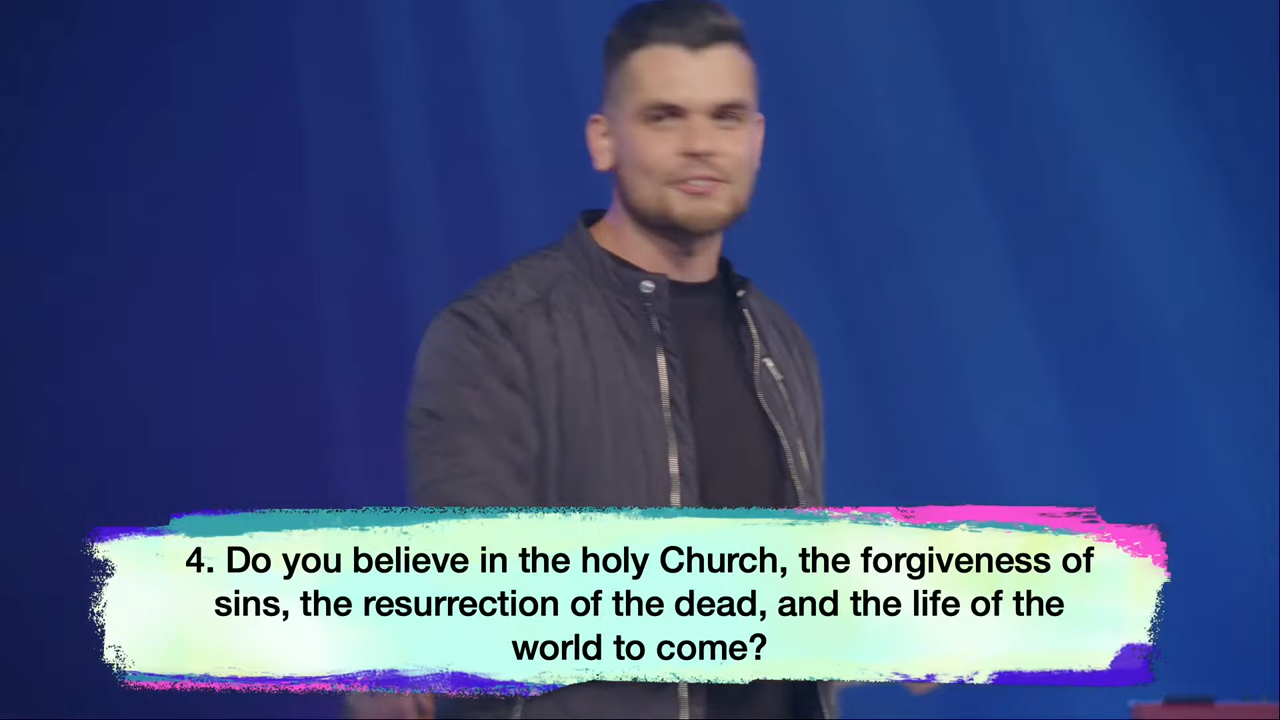 4. Do you believe in the holy Church, the forgiveness of
sins, the resurrection of the dead, and the life of the
world to come?